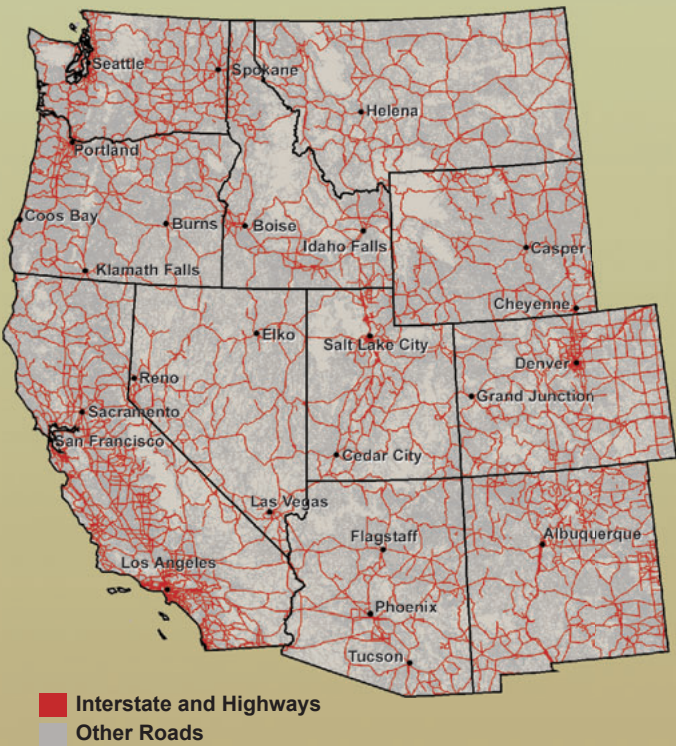 Seattle
Spokane
Helena
Portland
Coos Bay
Burns
Boise
Idaho Falls
Casper
Klamath Falls
Cheyenne
Elko
Salt Lake City
Denver
Reno
Grand Junction
Sacramento
San Francisco
Cedar City
Las Vegas
Flagstaff
Albuquerque
Los Angeles
Phoenix
Tucson
Interstate and Highways
Other Roads